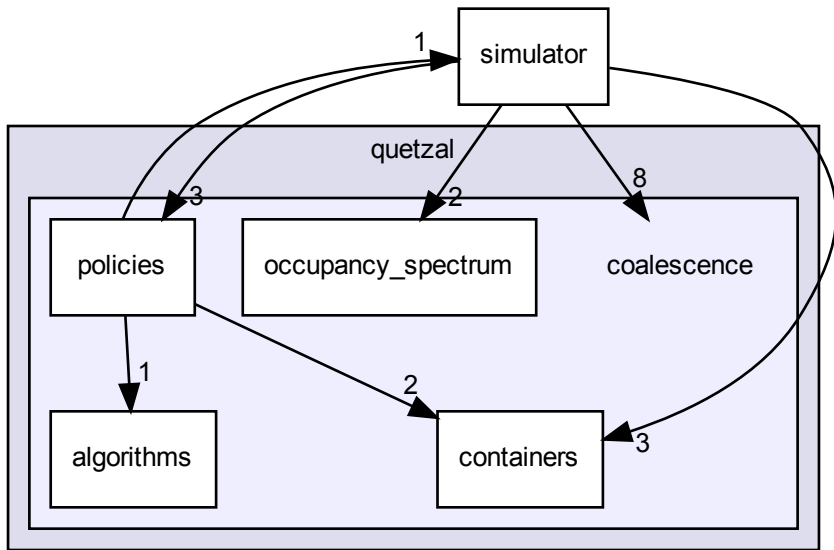 simulator
1
quetzal
3
2
8
policies
occupancy_spectrum
coalescence
1
2
3
algorithms
containers